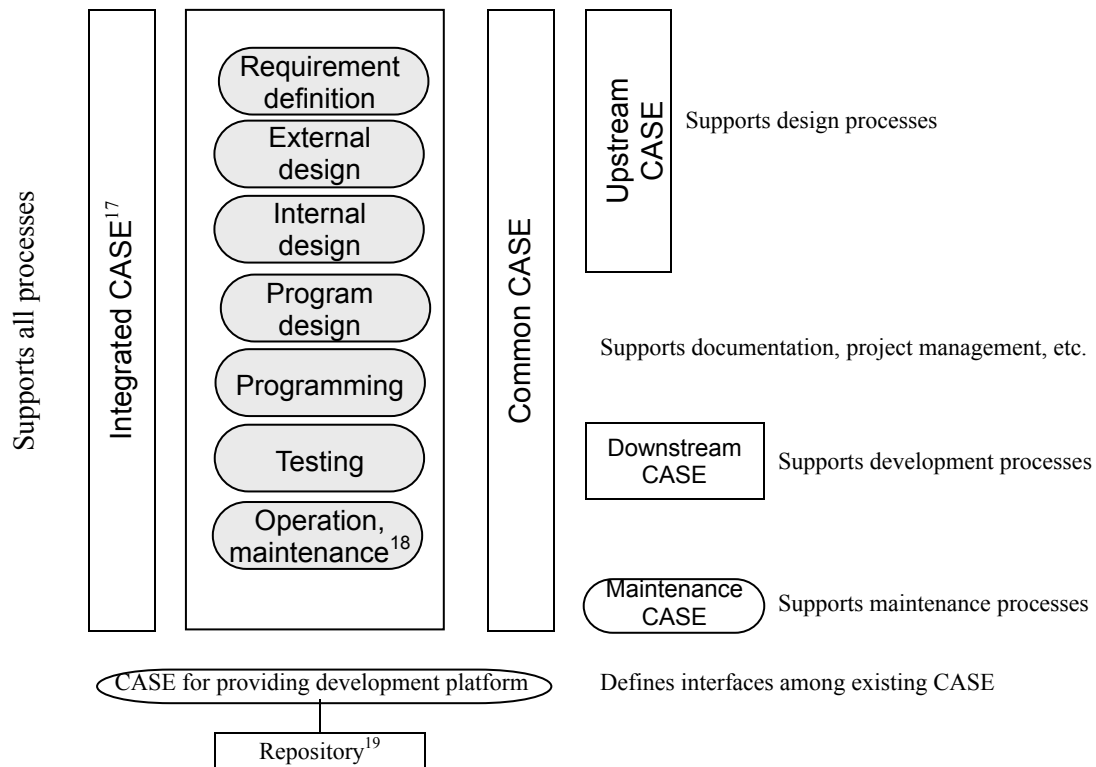 Supports all processes
Integrated CASE17
Requirement
definition
External
design
Internal
design
Program
design
Programming
Testing
Operation,
maintenance18
Common CASE
Upstream
CASE
Supports design processes
Supports documentation, project management, etc.
Downstream
CASE
Supports development processes
Maintenance
CASE
Supports maintenance processes
CASE for providing development platform
Defines interfaces among existing CASE
Repository19